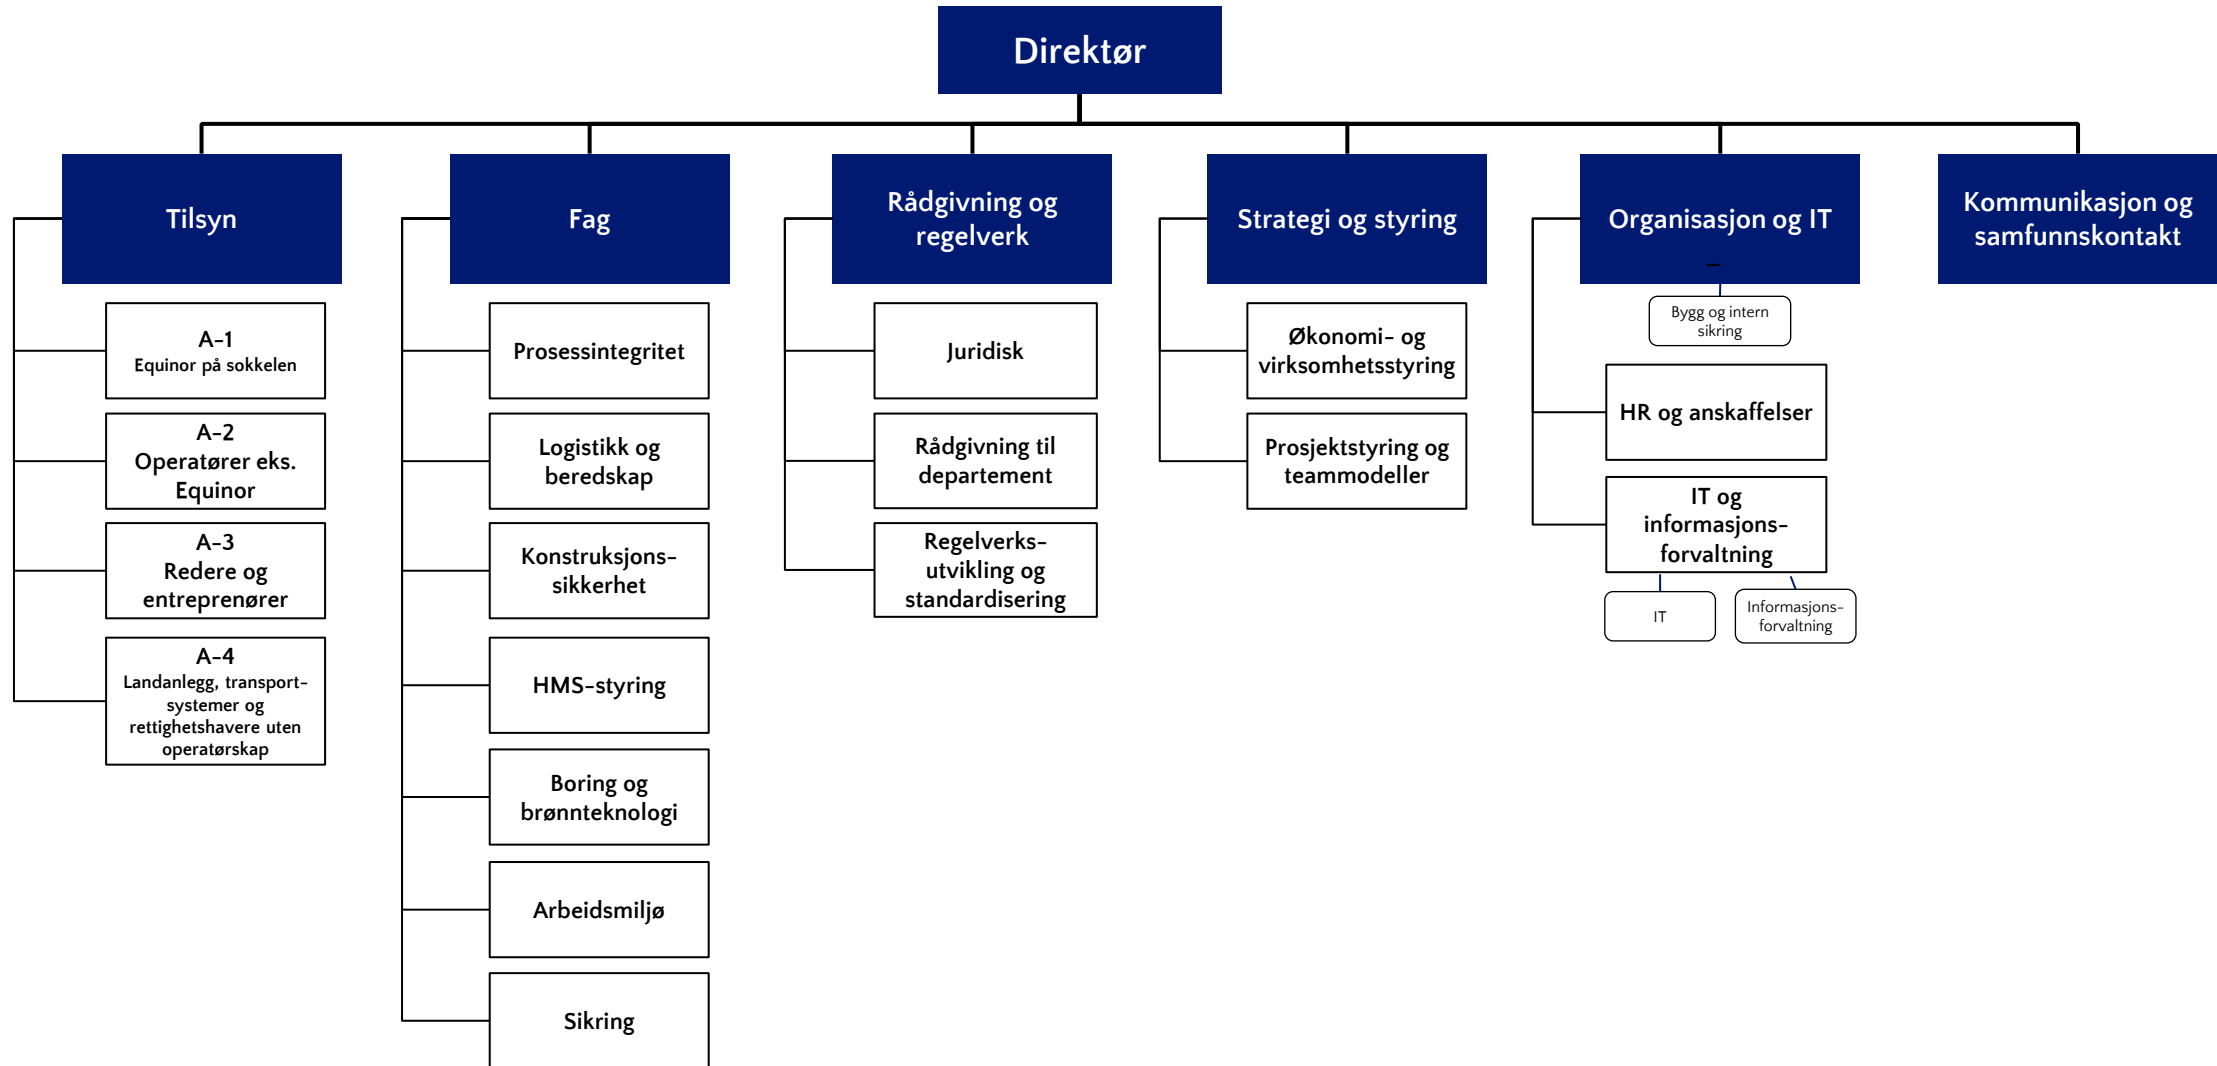 Direktør
Tilsyn
Fag
Rådgivning og
regelverk
Strategi og styring
Organisasjon og IT
Kommunikasjon og
samfunnskontakt
A-1
Equinor på sokkelen
A-2
Operatører eks.
Equinor
A-3
Redere og
entreprenører
A-4
Landanlegg, transport-
systemer og
rettighetshavere uten
operatørskap
Prosessintegritet
Logistikk og
beredskap
Konstruksjons-
sikkerhet
HMS-styring
Boring og
brønnteknologi
Arbeidsmiljø
Sikring
Juridisk
Rådgivning til
departement
Regelverks-
utvikling og
standardisering
Økonomi- og
virksomhetsstyring
Prosjektstyring og
teammodeller
Bygg og intern
sikring
HR og anskaffelser
IT og
informasjons-
forvaltning
IT
Informasjons-
forvaltning